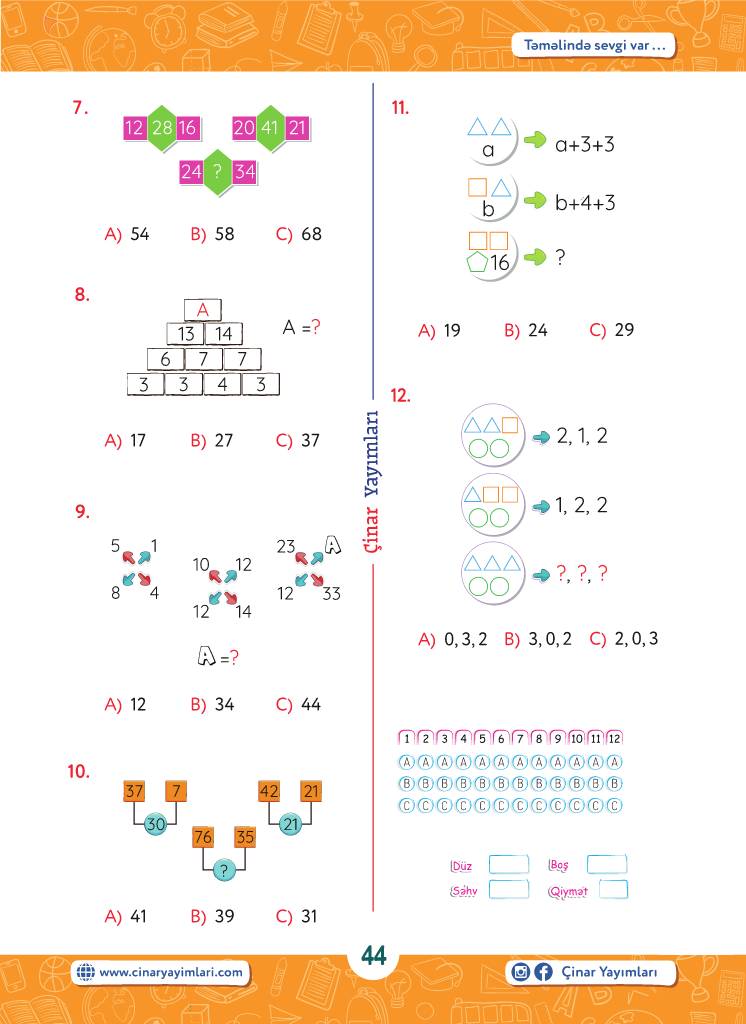 Təməlində sevgi var ...
7.
12 28 16
20 41 21
24 ? 34
A) 54 B) 58 C) 68
8.
A
13 14
6 7 7
3 3 4 3
A =?
A) 17 B) 27 C) 37
9.
5 1
8 4
10 12
12 14
23 A
12 33
A =?
A) 12 B) 34 C) 44
10.
37 7
30
42 21
21
76 35
?
A) 41 B) 39 C) 31
Çinar Yayımları
11.
a a+3+3
b b+4+3
16 ?
A) 19 B) 24 C) 29
12.
2, 1, 2
1, 2, 2
?, ?, ?
A) 0, 3, 2 B) 3, 0, 2 C) 2, 0, 3
1 2 3 4 5 6 7 8 9 10 11 12
A A A A A A A A A A A A
B B B B B B B B B B B B
C C C C C C C C C C C C
Düz Boş
Səhv Qiymət
www.cinaryayimlari.com
44
Çinar Yayımları